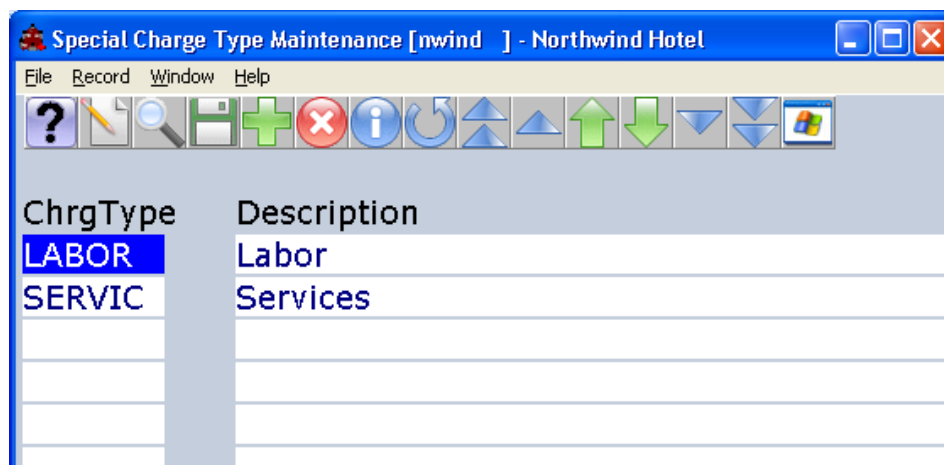 Special Charge Type Maintenance [nwind   ] - Northwind Hotel
File Record Window Help
?
ChrgType Description
LABOR Labor
SERVIC Services